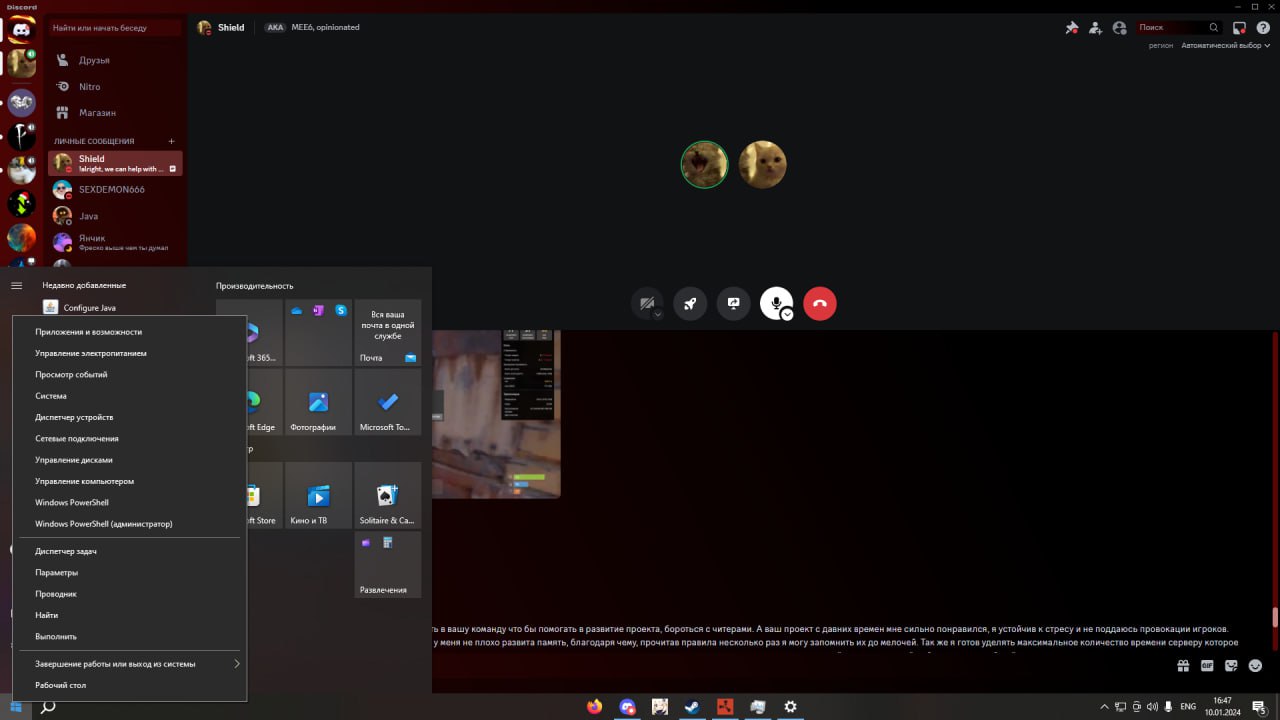 Discord
Найти или начать беседу
Shield
AKA MEE6, opinionated
Поиск
регион Автоматический выбор
Друзья
Nitro
Магазин
ЛИЧНЫЕ СООБЩЕНИЯ +
Shield
!alright, we can help with ...
SEXDEMON666
Java
Янчик
Фреско выше чем ты думал
Недавно добавленные
Configure Java
Производительность
Приложения и возможности
Управление электропитанием
Просмотр событий
Система
Диспетчер устройств
Сетевые подключения
Управление дисками
Управление компьютером
Windows PowerShell
Windows PowerShell (администратор)
Диспетчер задач
Параметры
Проводник
Найти
Выполнить
Завершение работы или выход из системы
Рабочий стол
oft 365...
Вся ваша
почта в одной
службе
Почта
oft Edge
Фотографии
Microsoft To...
р
oft Store
Кино и ТВ
Solitaire & Ca...
Развлечения
ть в вашу команду что бы помогать в развитие проекта, бороться с читерами. А ваш проект с давних времен мне сильно понравился, я устойчив к стресу и не поддаюсь провокации игроков.
у меня не плохо развита память, благодаря чему, прочитав правила несколько раз я могу запомнить их до мелочей. Так же я готов уделять максимальное количество времени серверу которое
GIF
ENG
16:47
10.01.2024